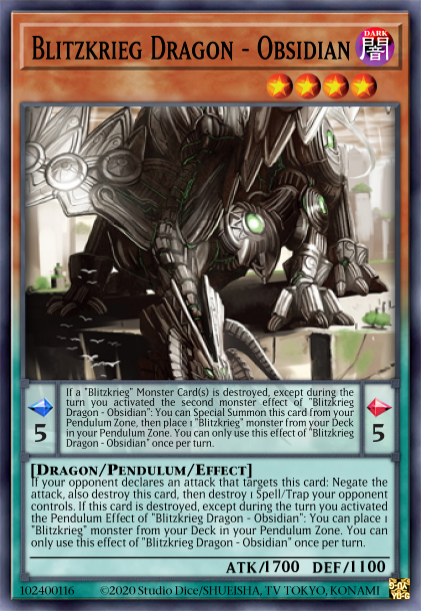 BLITZKRIEG DRAGON - OBSIDIAN
DARK
闇
If a "Blitzkrieg" Monster Card(s) is destroyed, except during the
turn you activated the second monster effect of "Blitzkrieg
Dragon - Obsidian": You can Special Summon this card from your
Pendulum Zone, then place 1 "Blitzkrieg" monster from your Deck
in your Pendulum Zone. You can only use this effect of "Blitzkrieg
Dragon - Obsidian" once per turn.
5
5
[DRAGON/PENDULUM/EFFECT]
If your opponent declares an attack that targets this card: Negate the
attack, also destroy this card, then destroy 1 Spell/Trap your opponent
controls. If this card is destroyed, except during the turn you activated
the Pendulum Effect of "Blitzkrieg Dragon - Obsidian": You can place 1
"Blitzkrieg" monster from your Deck in your Pendulum Zone. You can
only use this effect of "Blitzkrieg Dragon - Obsidian" once per turn.
ATK/1700 DEF/1100
102400116 ©2020 Studio Dice/SHUEISHA, TV TOKYO, KONAMI